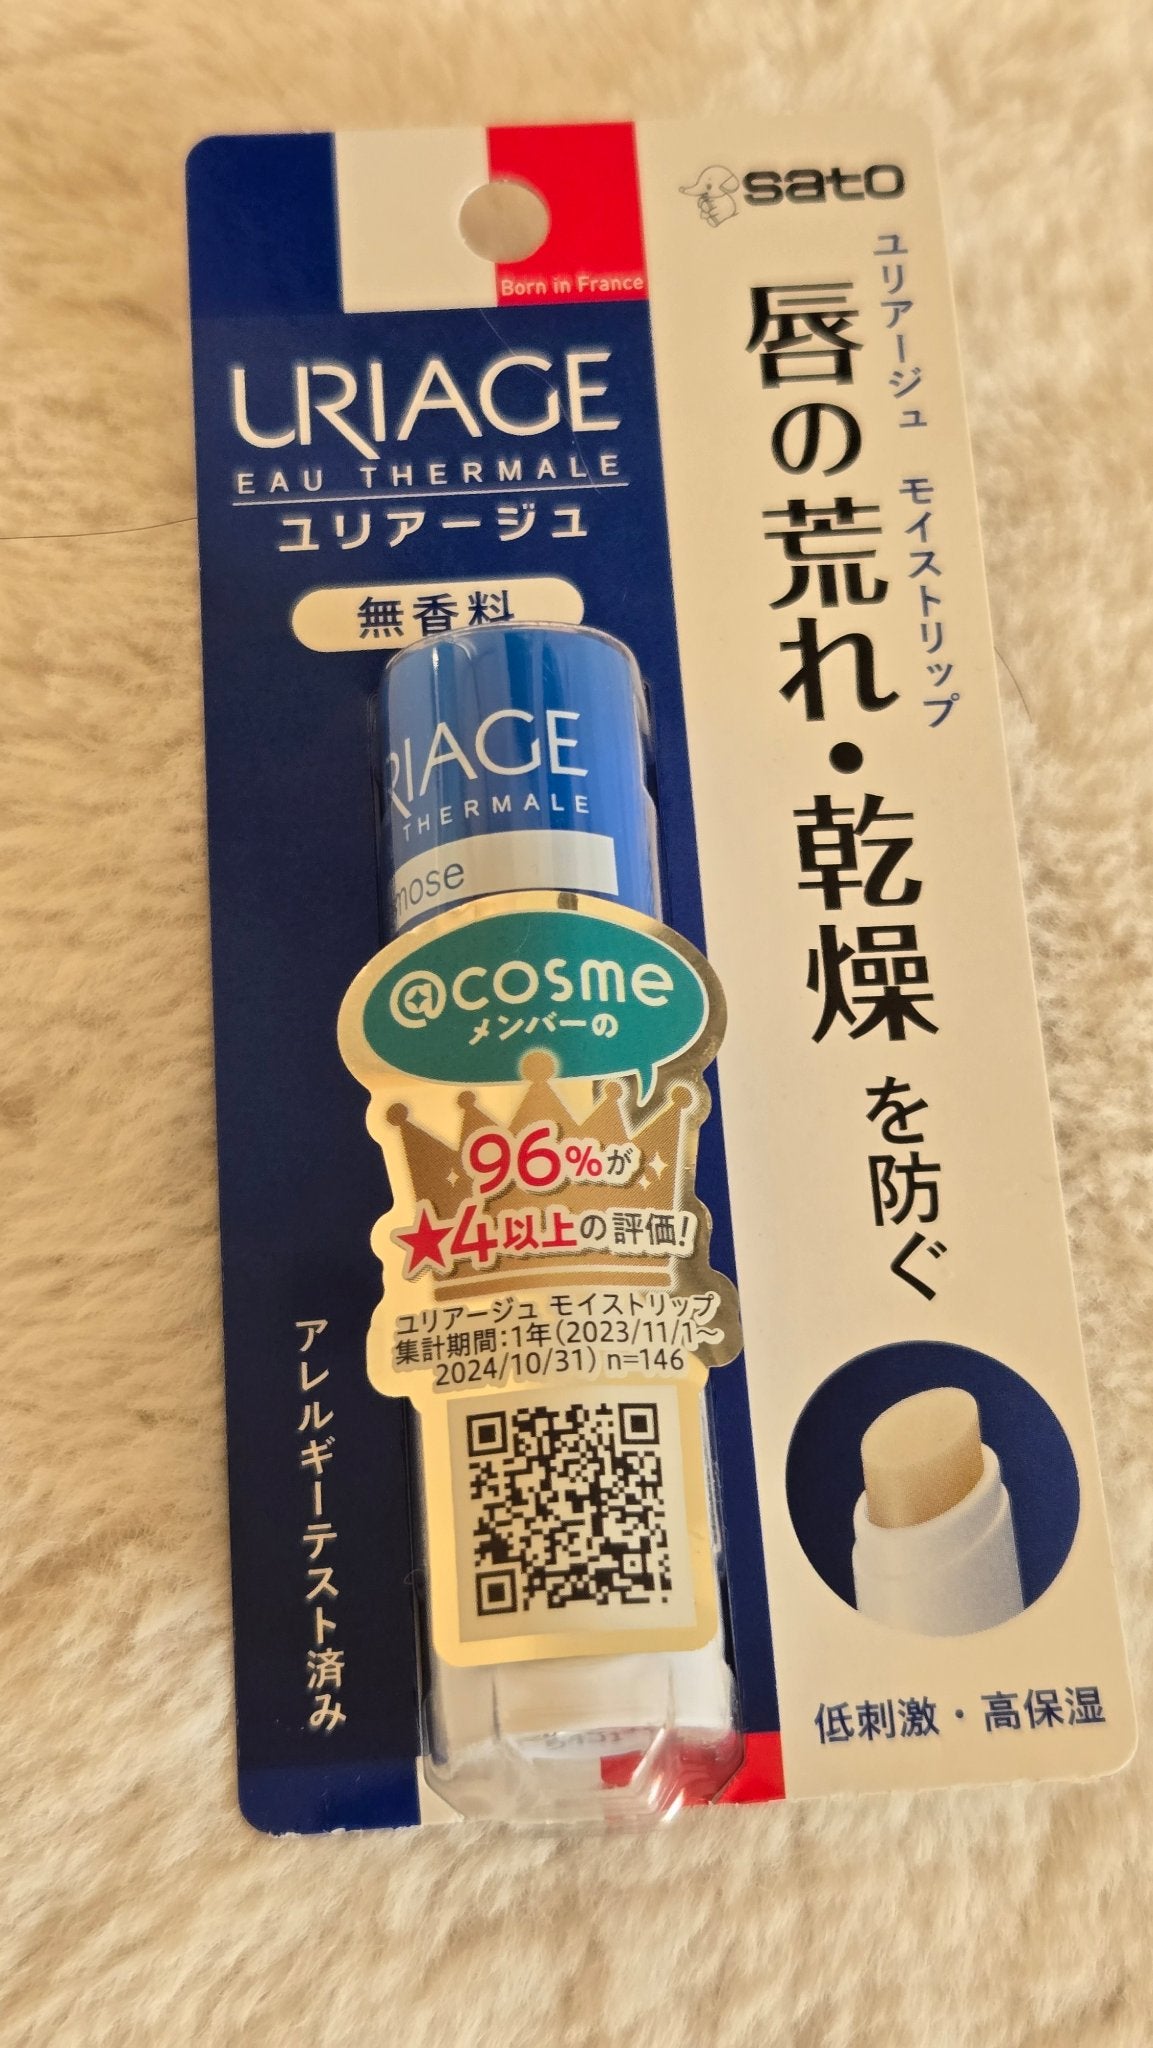 Born in France
sato
URIAGE
EAU THERMALE
ユリアージュ
無香料
ユリアージュ モイストリップ
唇の荒れ・乾燥を防ぐ
RIAGE
THERMALE
@cosme
メンバーの
96%が
★4以上の評価!
ユリアージュ モイストリップ
集計期間:1年(2023/11/1~
2024/10/31) n=146
アレルギーテスト済み
低刺激・高保湿